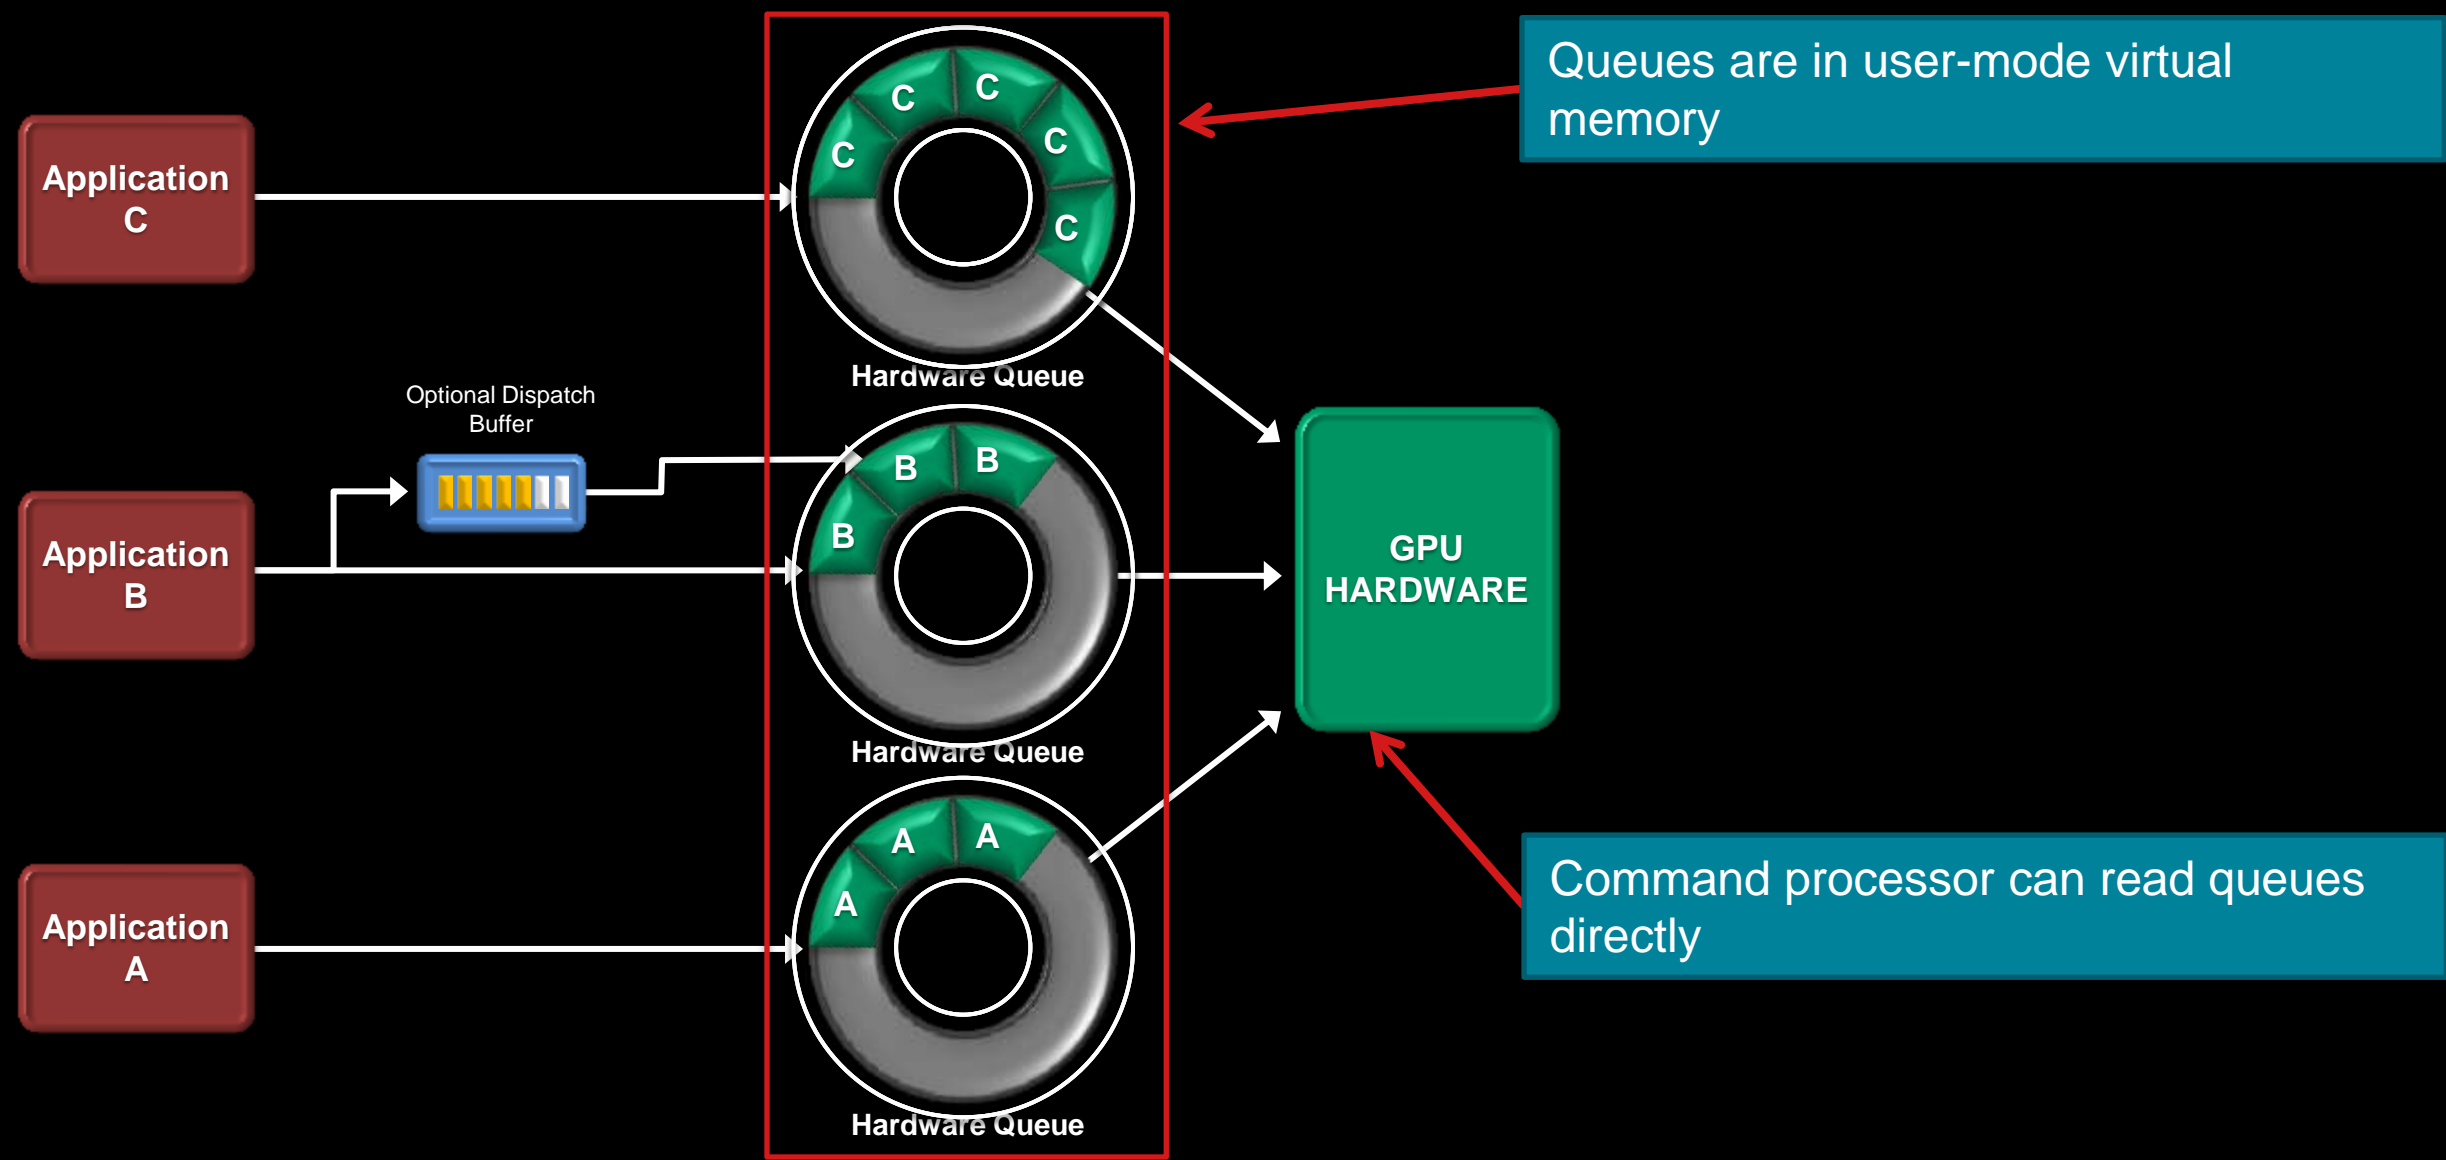 Queues are in user-mode virtual
memory
Application
C
C
C
C
C
C
Hardware Queue
Optional Dispatch
Buffer
Application
B
B
B
B
Hardware Queue
GPU
HARDWARE
Application
A
A
A
A
Hardware Queue
Command processor can read queues
directly